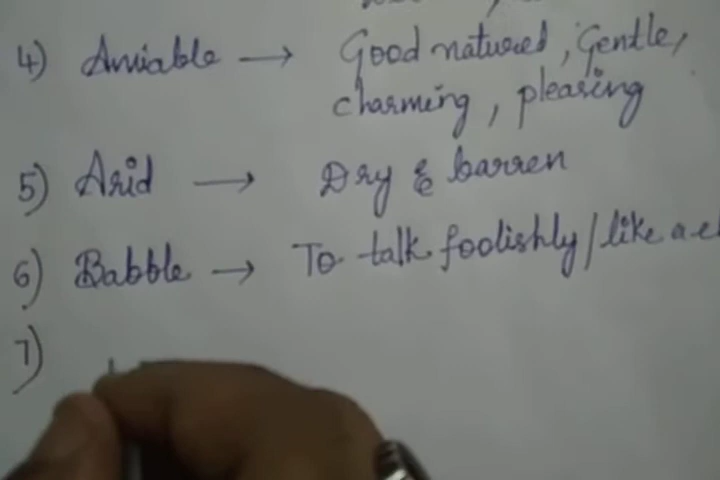 4) Amiable → Good natured, Gentle,
charming, pleasing
5) Arid → Dry & barren
6) Babble → To talk foolishly/like a
7)